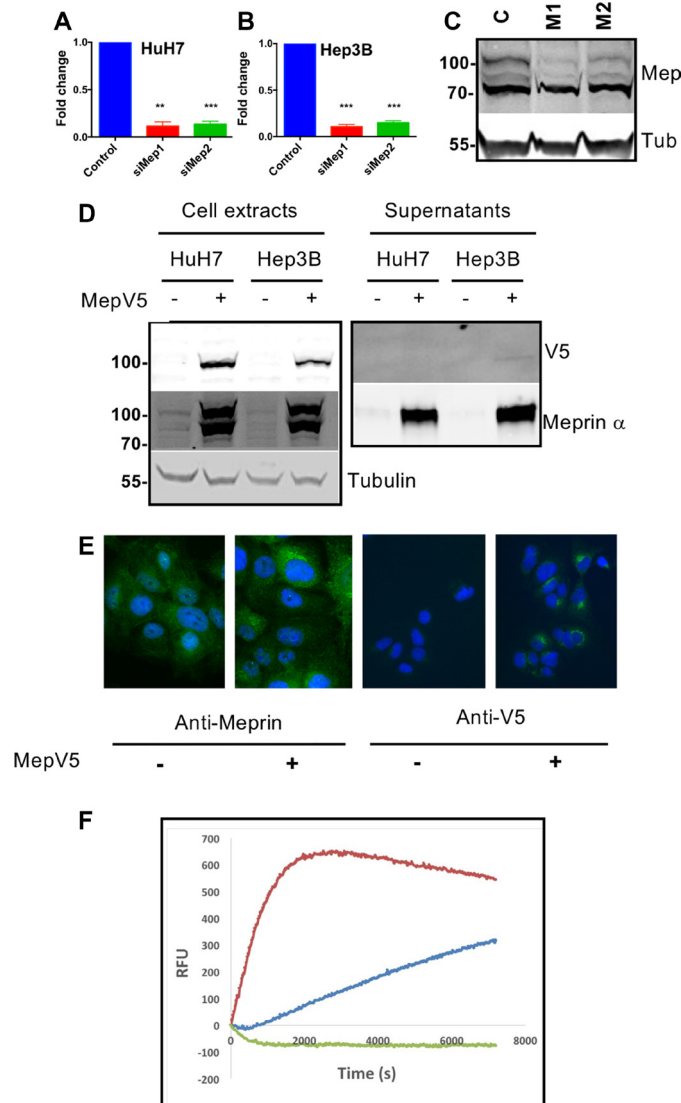 A
B
C
HuH7
Hep3B
Fold change
1.0
0.5
0.0
**
***
Control
siMep1
siMep2
Fold change
1.0
0.5
0.0
***
***
Control
siMep1
siMep2
C
M1
M2
100-
70-
55-
Mep
Tub
D
Cell extracts
Supernatants
HuH7
Hep3B
HuH7
Hep3B
MepV5
- + - +
- + - +
100-
100-
70-
55-
V5
Meprin α
Tubulin
E
Anti-Meprin
Anti-V5
MepV5
- + - +
F
700
600
500
400
300
200
100
0
-100
-200
RFU
0
2000
4000
6000
8000
Time (s)